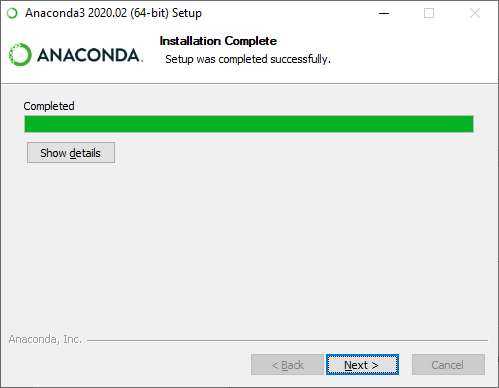 Anaconda3 2020.02 (64-bit) Setup
ANACONDA.
Installation Complete
Setup was completed successfully.
Completed
Show details
Anaconda, Inc.
< Back
Next >
Cancel